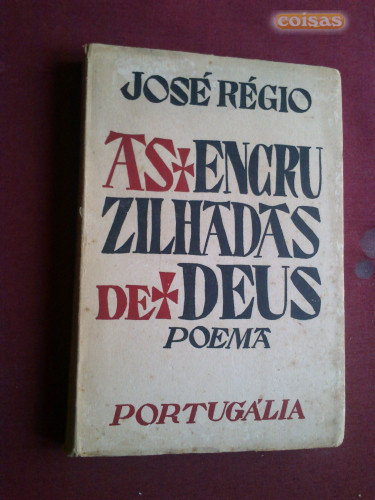 coisas
JOSÉ RÉGIO
AS ENCRU
ZILHADAS
DE DEUS
POEMA
PORTUGÁLIA